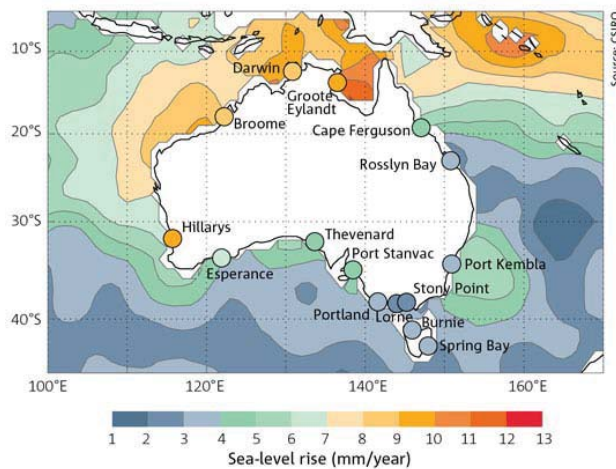 10°S
20°S
30°S
40°S
Darwin
Groote
Eylandt
Broome
Cape Ferguson
Rosslyn Bay
Hillarys
Thevenard
Port Stanvac
Esperance
Port Kembla
Stony Point
Portland
Lorne
Burnie
Spring Bay
100°E
120°E
140°E
160°E
1 2 3 4 5 6 7 8 9 10 11 12 13
Sea-level rise (mm/year)
Source: CSIRO